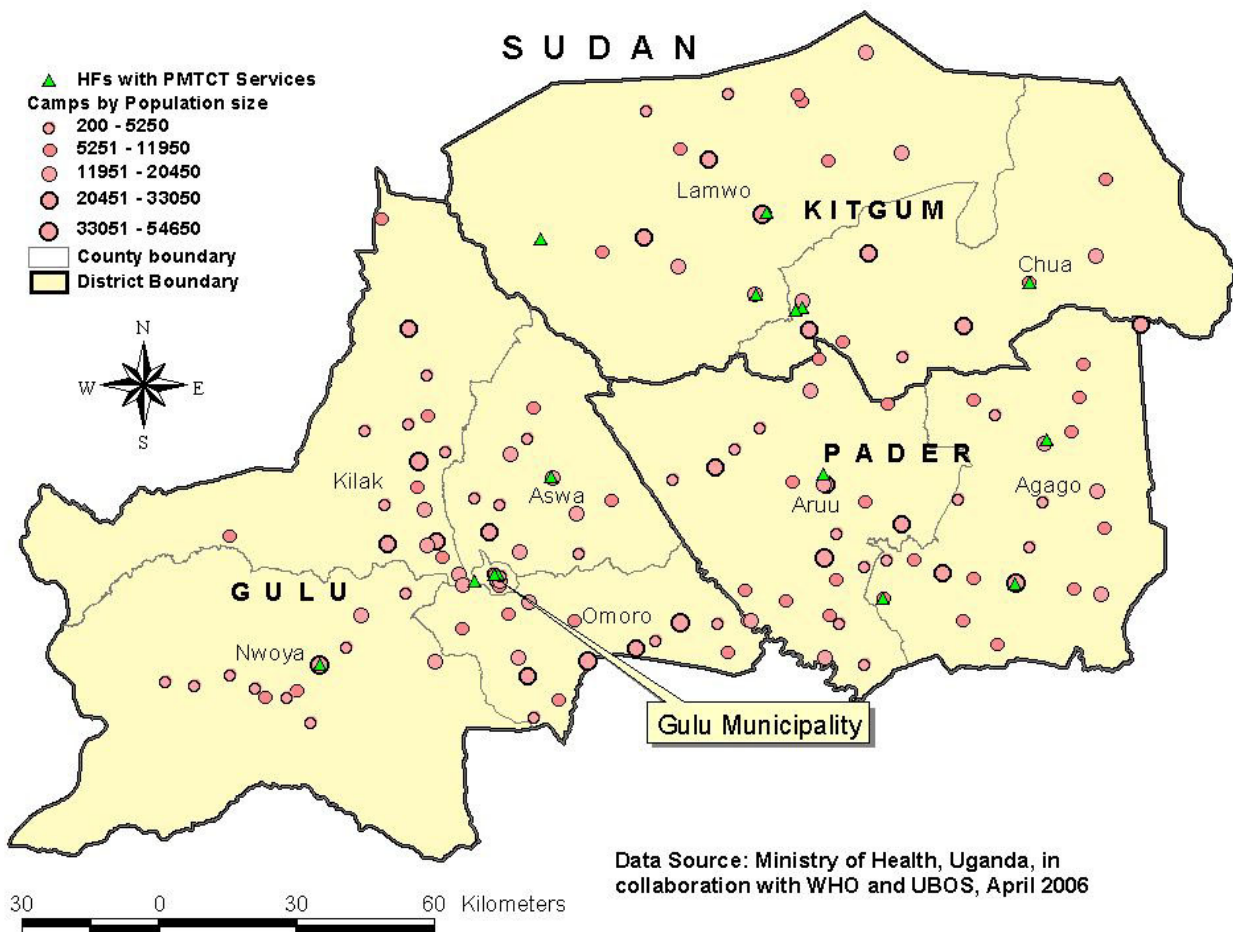 SUDAN
HFs with PMTCT Services
Camps by Population size
200 - 5250
5251 - 11950
11951 - 20450
20451 - 33050
33051 - 54650
County boundary
District Boundary
N
W E
S
Lamwo
KITGUM
Chua
PADER
Kilak
Aswa
Aruu
Agago
GULU
Omoro
Nwoya
Gulu Municipality
Data Source: Ministry of Health, Uganda, in
collaboration with WHO and UBOS, April 2006
30 0 30 60 Kilometers